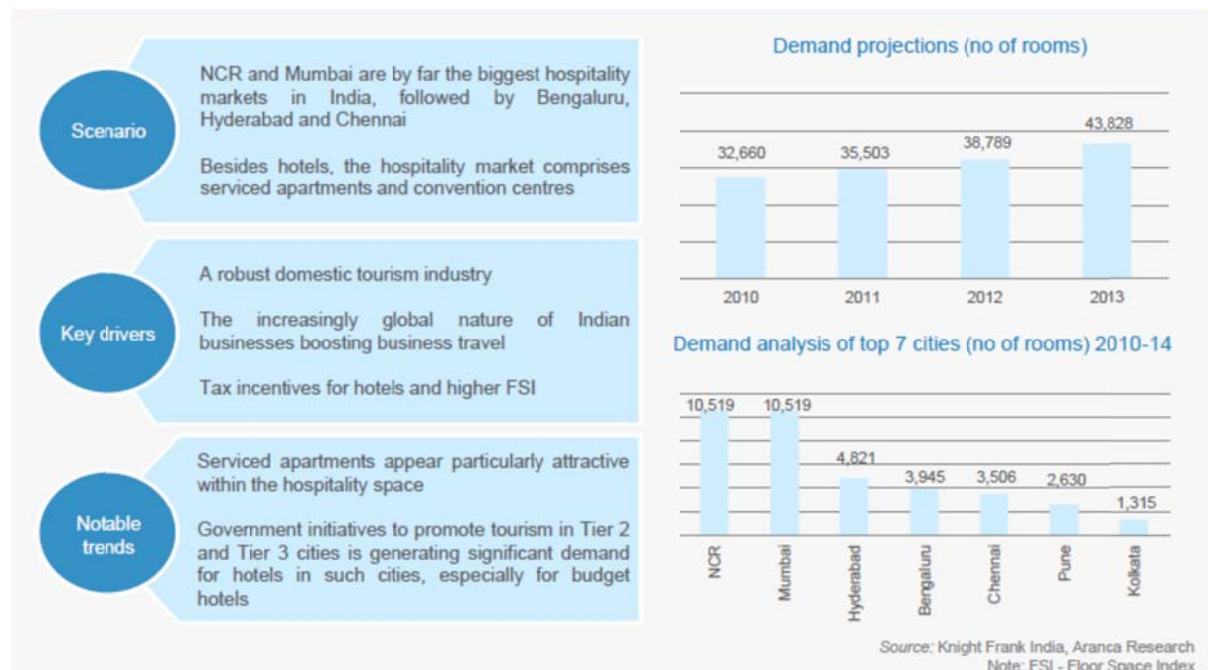 Scenario
NCR and Mumbai are by far the biggest hospitality
markets in India, followed by Bengaluru,
Hyderabad and Chennai
Besides hotels, the hospitality market comprises
serviced apartments and convention centres
Key drivers
A robust domestic tourism industry
The increasingly global nature of Indian
businesses boosting business travel
Tax incentives for hotels and higher FSI
Notable
trends
Serviced apartments appear particularly attractive
within the hospitality space
Government initiatives to promote tourism in Tier 2
and Tier 3 cities is generating significant demand
for hotels in such cities, especially for budget
hotels
Demand projections (no of rooms)
32,660
35,503
38,789
43,828
2010
2011
2012
2013
Demand analysis of top 7 cities (no of rooms) 2010-14
10,519
10,519
4,821
3,945
3,506
2,630
1,315
NCR
Mumbai
Hyderabad
Bengaluru
Chennai
Pune
Kolkata
Source: Knight Frank India, Aranca Research
Note: FSI - Floor Space Index